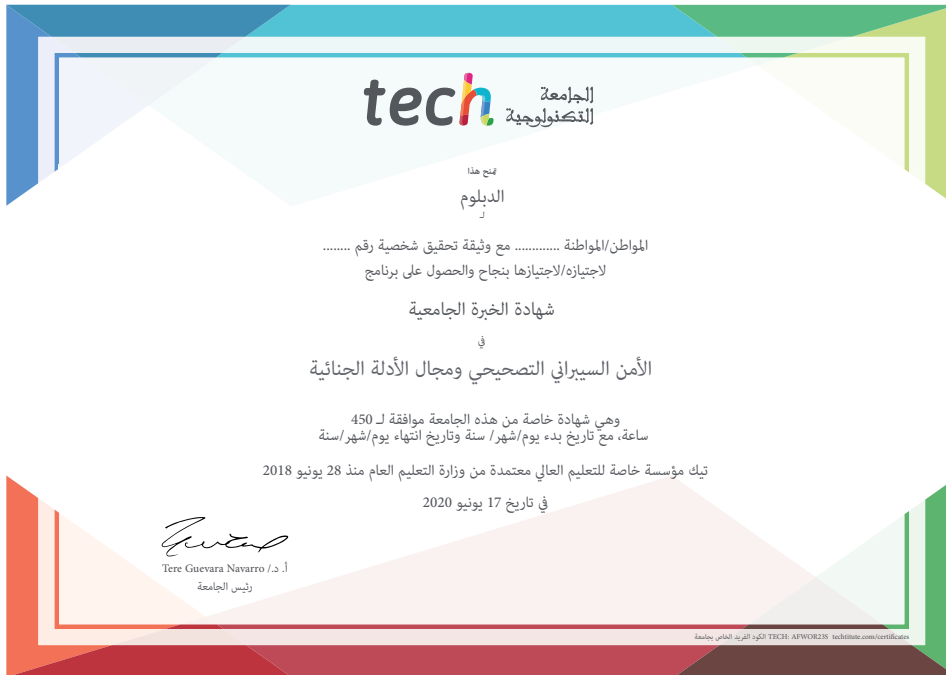 tech الجامعة
التكنولوجية
يمنح هذا
الدبلوم
لـ
المواطن/المواطنة ............ مع وثيقة تحقيق شخصية رقم ........
لاجتيازه/لاجتيازها بنجاح والحصول على برنامج
شهادة الخبرة الجامعية
في
الأمن السيبراني التصحيحي ومجال الأدلة الجنائية
وهي شهادة خاصة من هذه الجامعة موافقة لـ 450
ساعة، مع تاريخ بدء يوم/شهر/ سنة وتاريخ انتهاء يوم/شهر/سنة
تيك مؤسسة خاصة للتعليم العالي معتمدة من وزارة التعليم العام منذ 28 يونيو 2018
في تاريخ 17 يونيو 2020
أ. د./ Tere Guevara Navarro
رئيس الجامعة
الكود الفريد الخاص بجامعة TECH: AFWOR23S techtitute.com/certificates